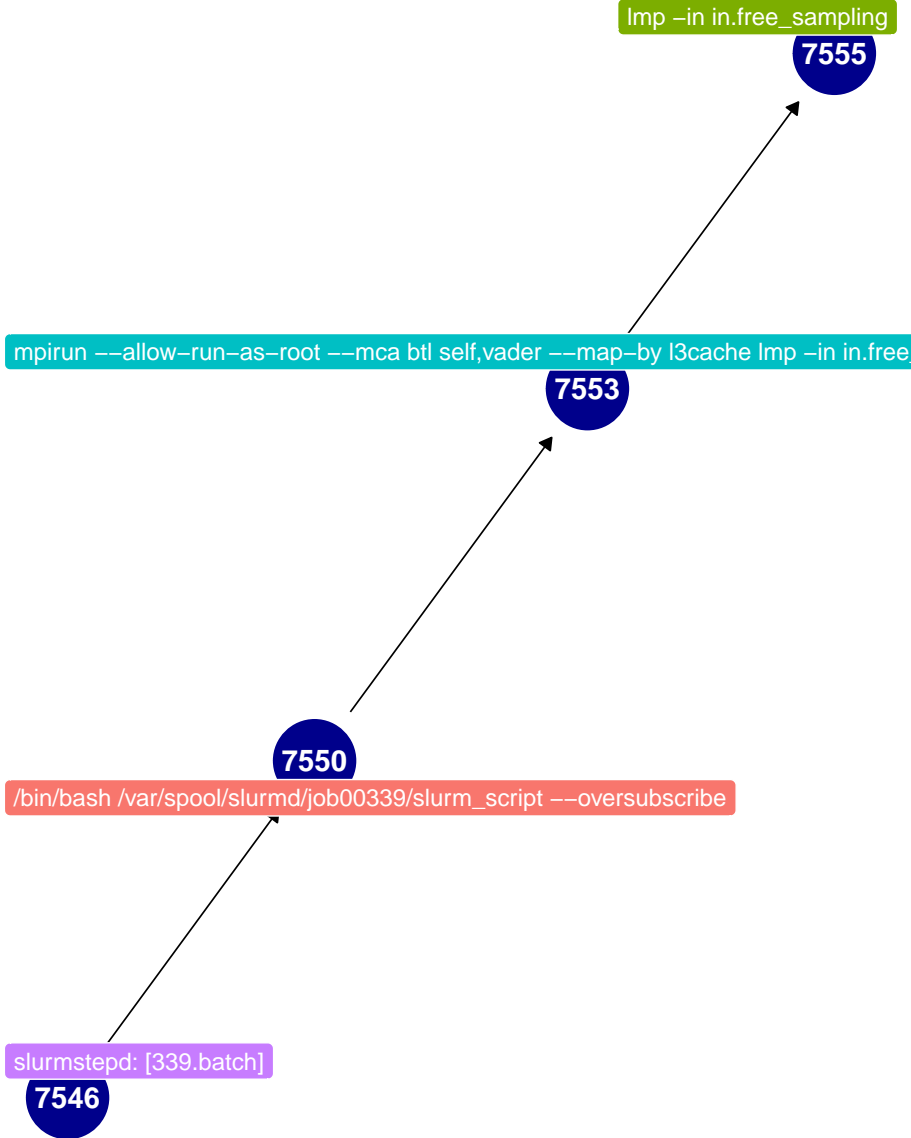 lmp −in in.free_sampling
7555
mpirun −−allow−run−as−root −−mca btl self,vader −−map−by l3cache lmp −in in.free_
7553
7550
/bin/bash /var/spool/slurmd/job00339/slurm_script −−oversubscribe
slurmstepd: [339.batch]
7546